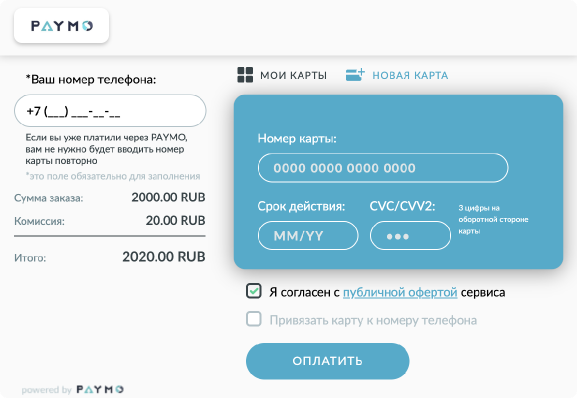 PAYMO
*Ваш номер телефона:
+7 (___) ___-__-__
Если вы уже платили через PAYMO,
вам не нужно будет вводить номер
карты повторно
*это поле обязательно для заполнения
Сумма заказа: 2000.00 RUB
Комиссия: 20.00 RUB
Итого: 2020.00 RUB
МОИ КАРТЫ НОВАЯ КАРТА
Номер карты:
0000 0000 0000 0000
Срок действия: CVC/CVV2:
MM/YY ●●●
3 цифры на
оборотной стороне
карты
Я согласен с публичной офертой сервиса
Привязать карту к номеру телефона
ОПЛАТИТЬ
powered by PAYMO